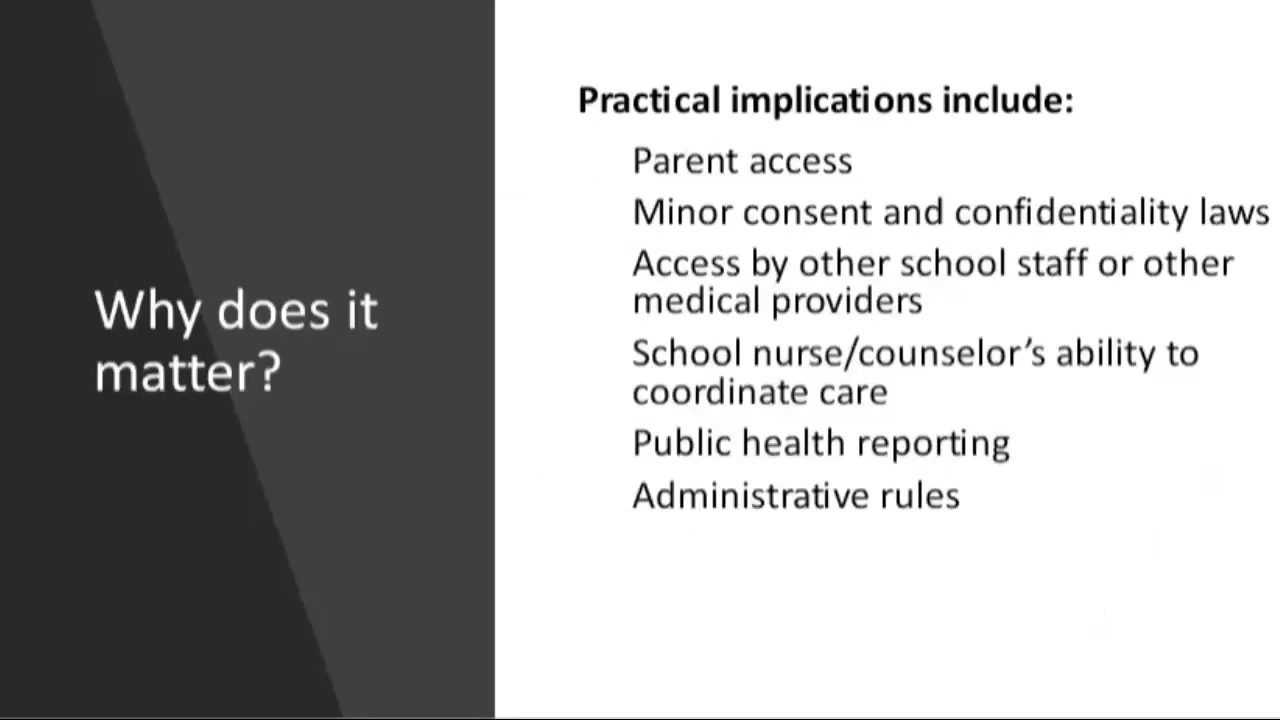 Why does it
matter?
Practical implications include:
Parent access
Minor consent and confidentiality laws
Access by other school staff or other
medical providers
School nurse/counselor’s ability to
coordinate care
Public health reporting
Administrative rules